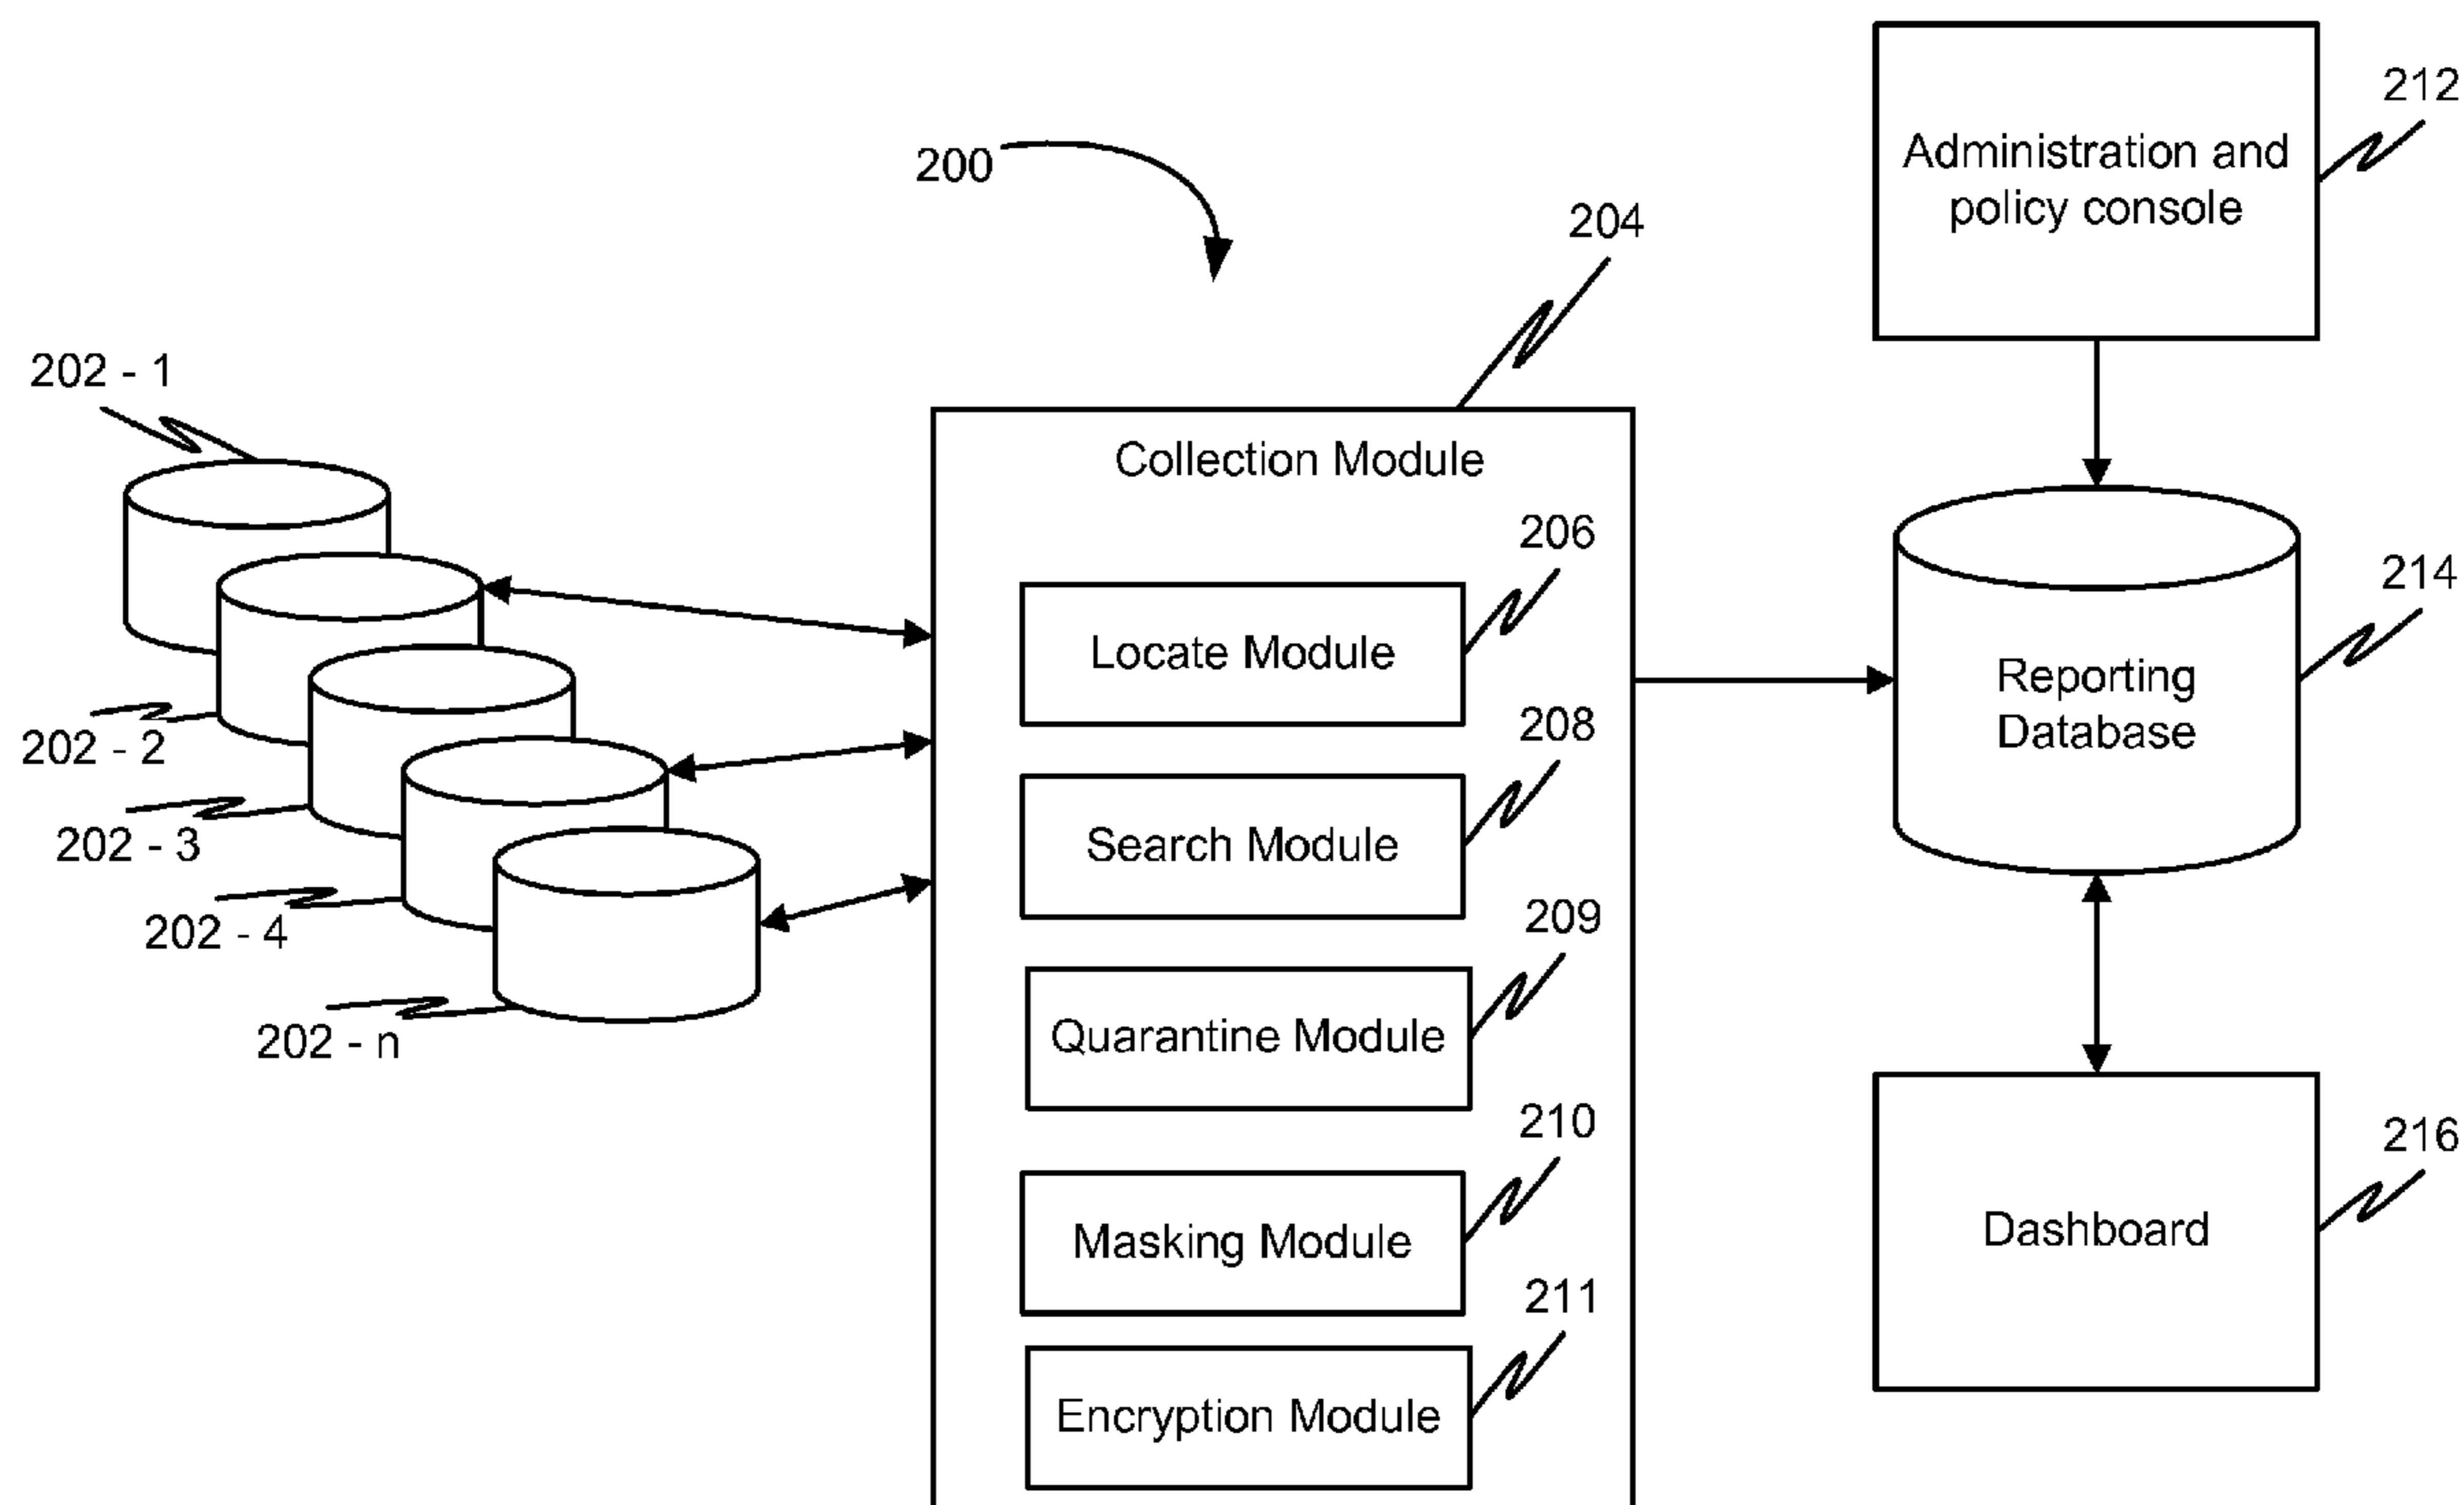 212
Administration and
policy console
200
204
202 - 1
Collection Module
206
Locate Module
214
Reporting
Database
208
202 - 2
Search Module
202 - 3
209
202 - 4
Quarantine Module
202 - n
210
216
Masking Module
Dashboard
211
Encryption Module